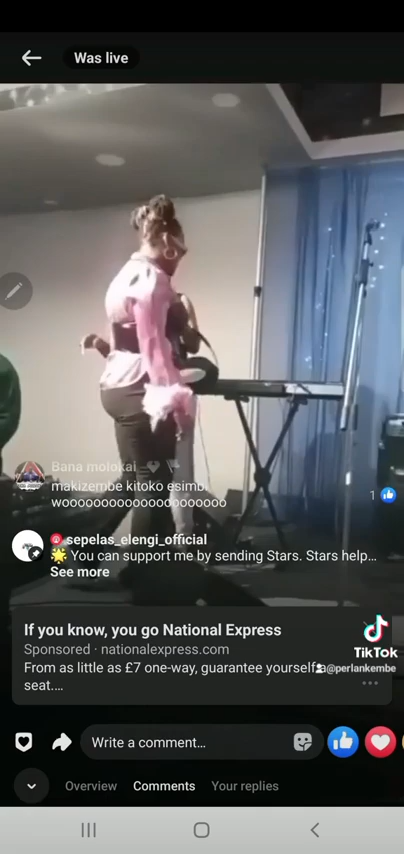 Was live
Bana molokai
makizembe kitoko esimbi
woooooooooooooooooooo
sepelas_elengi_official
🌟 You can support me by sending Stars. Stars help...
See more
If you know, you go National Express
Sponsored · nationalexpress.com
From as little as £7 one-way, guarantee yourself a
seat....
TikTok
@perlankembe
1
Write a comment...
Overview Comments Your replies